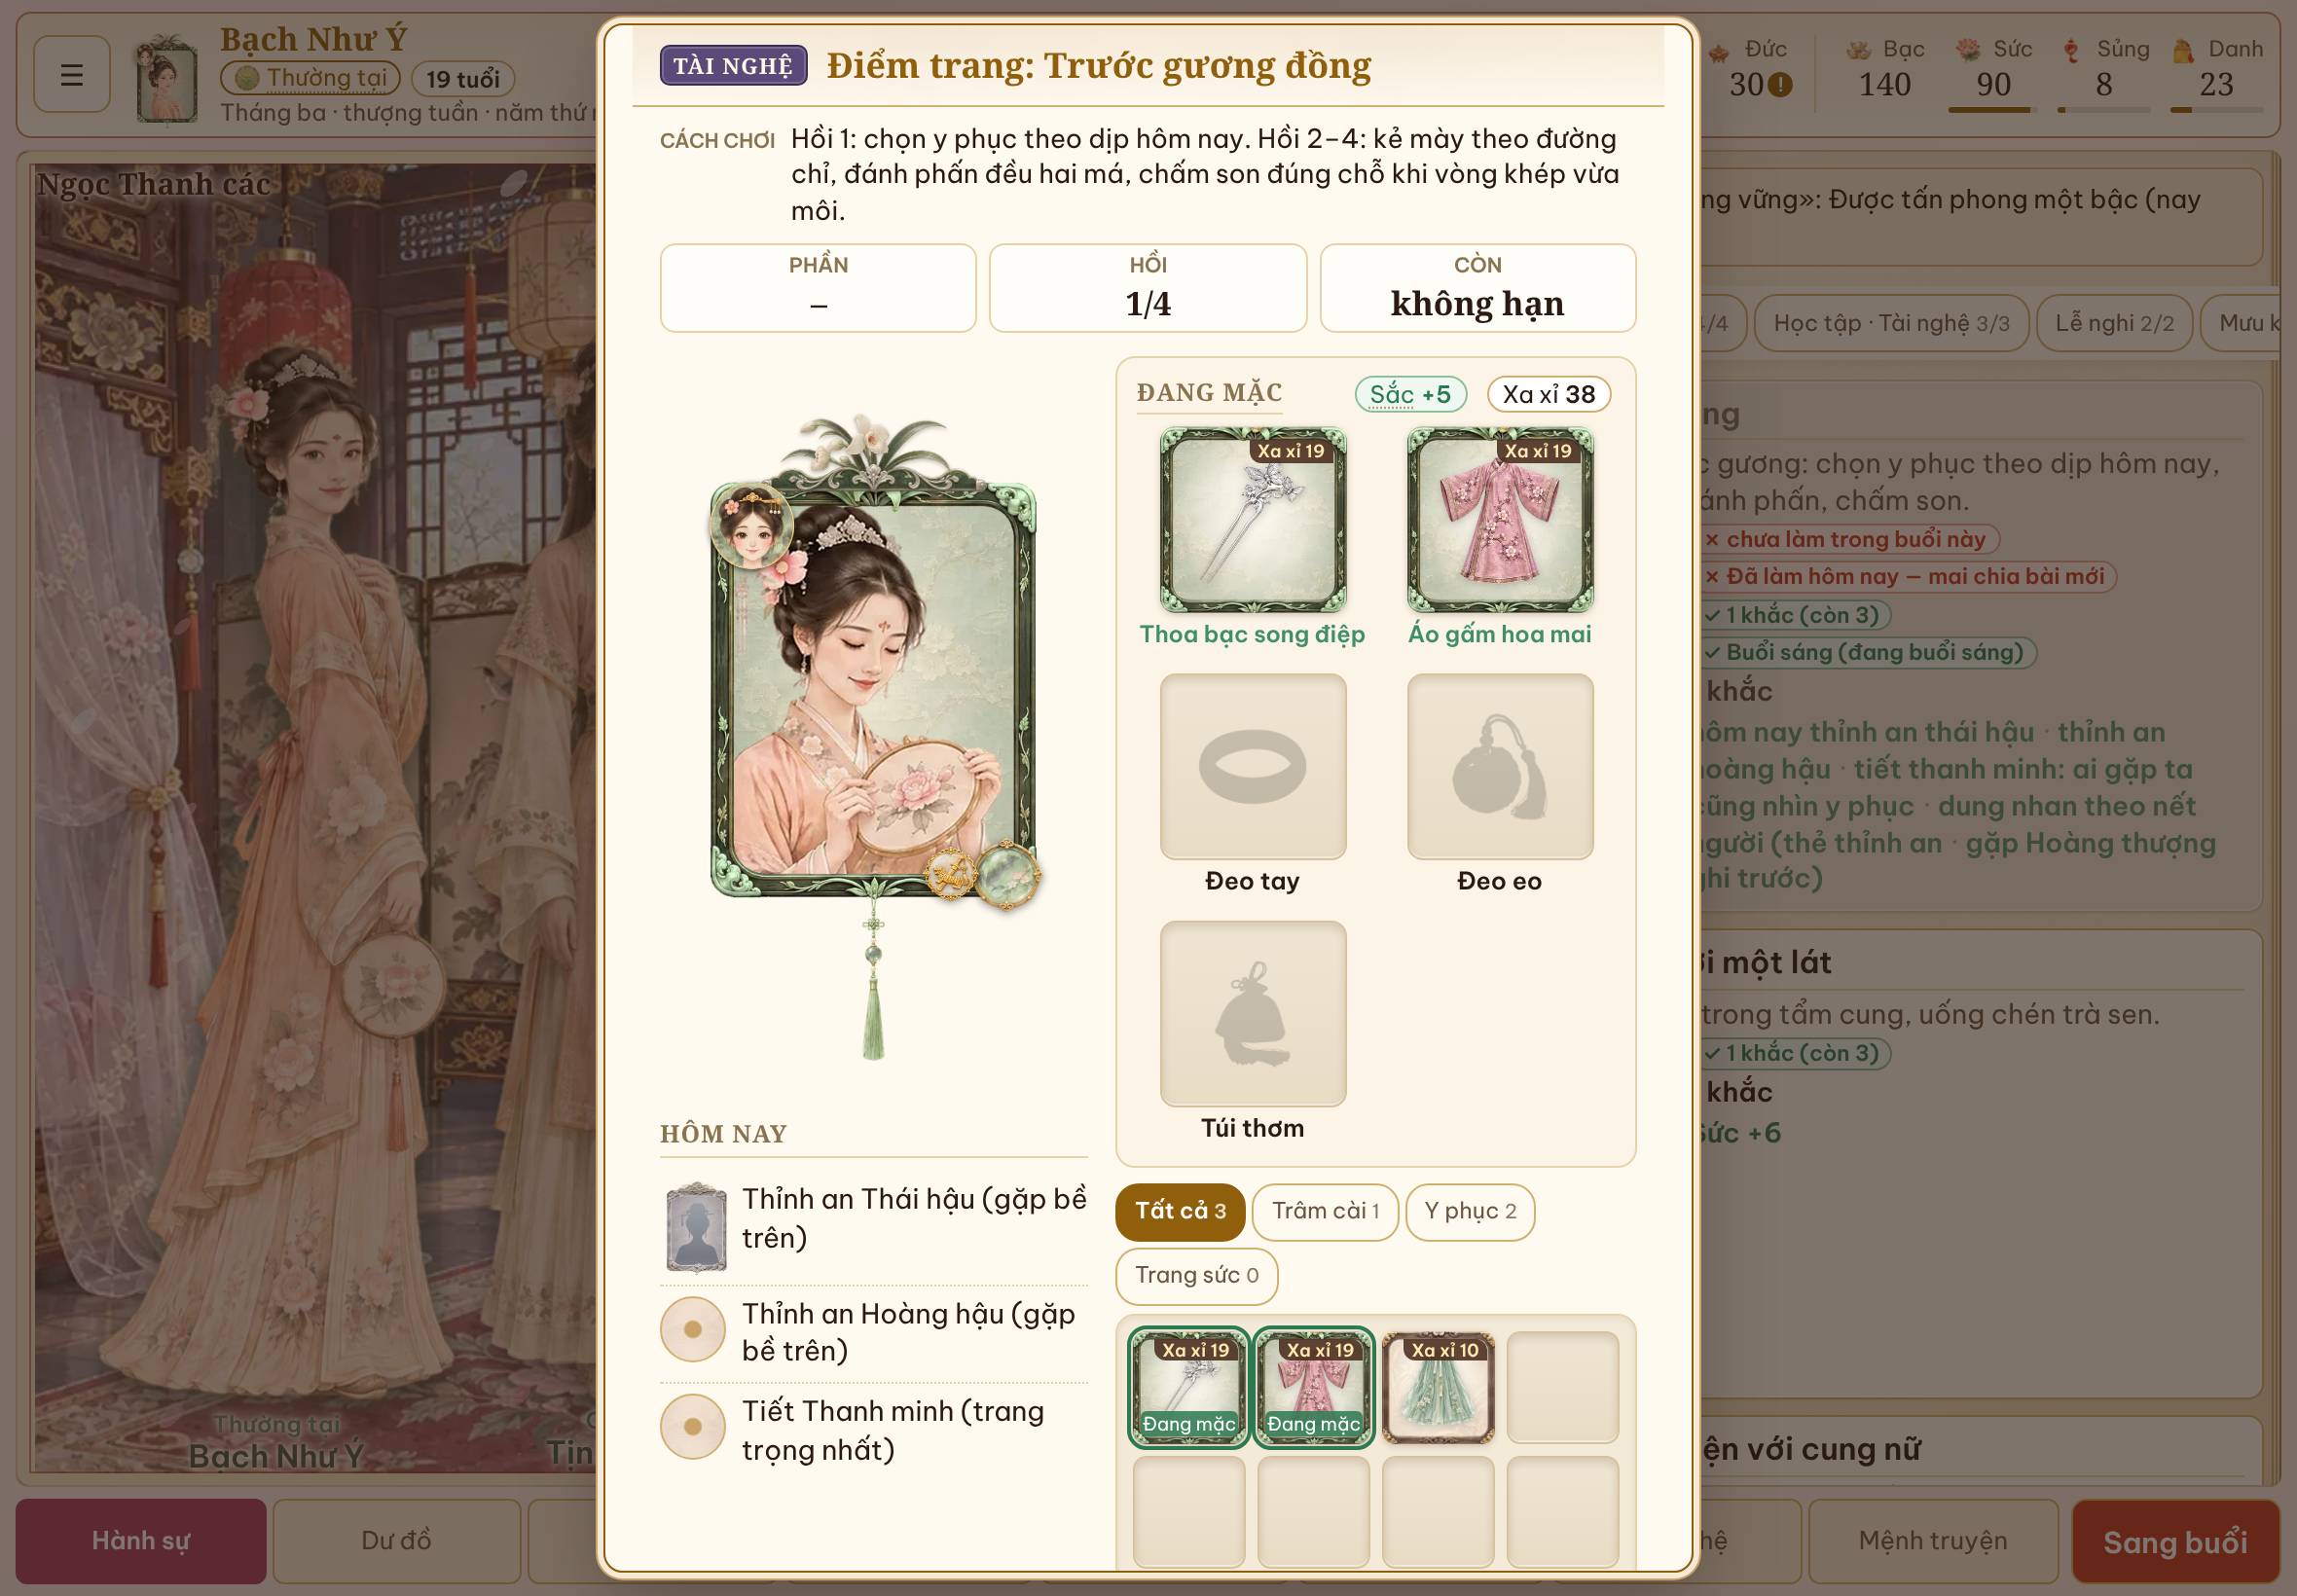 Bạch Như Ý
Thường tại
19 tuổi
Tháng ba · thượng tuần · năm thứ
Đức
30
Bạc
140
Sức
90
Sủng
8
Danh
23
TÀI NGHỆ
Điểm trang: Trước gương đồng
CÁCH CHƠI
Hồi 1: chọn y phục theo dịp hôm nay. Hồi 2–4: kẻ mày theo đường
chỉ, đánh phấn đều hai má, chấm son đúng chỗ khi vòng khép vừa
môi.
PHẦN
–
HỒI
1/4
CÒN
không hạn
ĐANG MẶC
Sắc +5
Xa xỉ 38
Xa xỉ 19
Xa xỉ 19
Thoa bạc song điệp
Áo gấm hoa mai
Đeo tay
Đeo eo
Túi thơm
HÔM NAY
Thỉnh an Thái hậu (gặp bề
trên)
Thỉnh an Hoàng hậu (gặp
bề trên)
Tiết Thanh minh (trang
trọng nhất)
Tất cả 3
Trâm cài 1
Y phục 2
Trang sức 0
Xa xỉ 19
Đang mặc
Xa xỉ 19
Đang mặc
Xa xỉ 10
Ngọc Thanh các
Thường tại
Bạch Như Ý
ng vững»: Được tấn phong một bậc (nay
/4
Học tập · Tài nghệ 3/3
Lễ nghi 2/2
Mưu k
ng
gương: chọn y phục theo dịp hôm nay,
ánh phấn, chấm son.
× chưa làm trong buổi này
× Đã làm hôm nay — mai chia bài mới
✓ 1 khắc (còn 3)
✓ Buổi sáng (đang buổi sáng)
khắc
ôm nay thỉnh an thái hậu · thỉnh an
oàng hậu · tiết thanh minh: ai gặp ta
cũng nhìn y phục · dung nhan theo nết
gười (thẻ thỉnh an · gặp Hoàng thượng
ghi trước)
i một lát
trong tẩm cung, uống chén trà sen.
✓ 1 khắc (còn 3)
khắc
Sức +6
ện với cung nữ
Hành sự
Dư đồ
hệ
Mệnh truyện
Sang buổi